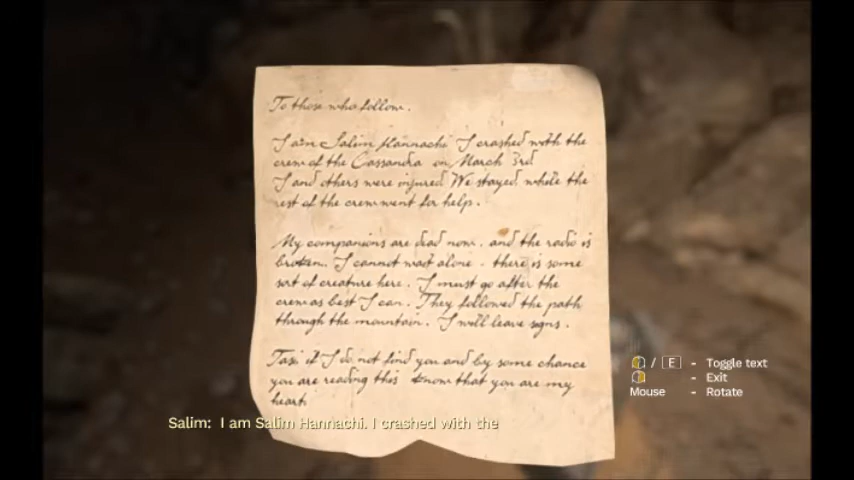 To those who follow.
I am Salim Hannachi I crashed with the
crew of the Cassandra on March 3rd
I and others were injured We stayed while the
rest of the crew went for help.
My companions are dead now. and the radio is
broken. I cannot wait alone - there is some
sort of creature here. I must go after the
crew as best I can. They followed the path
through the mountain. I will leave signs.
Tasi if I do not find you and by some chance
you are reading this know that you are my
heart
/ E - Toggle text
- Exit
Mouse - Rotate
Salim: I am Salim Hannachi. I crashed with the